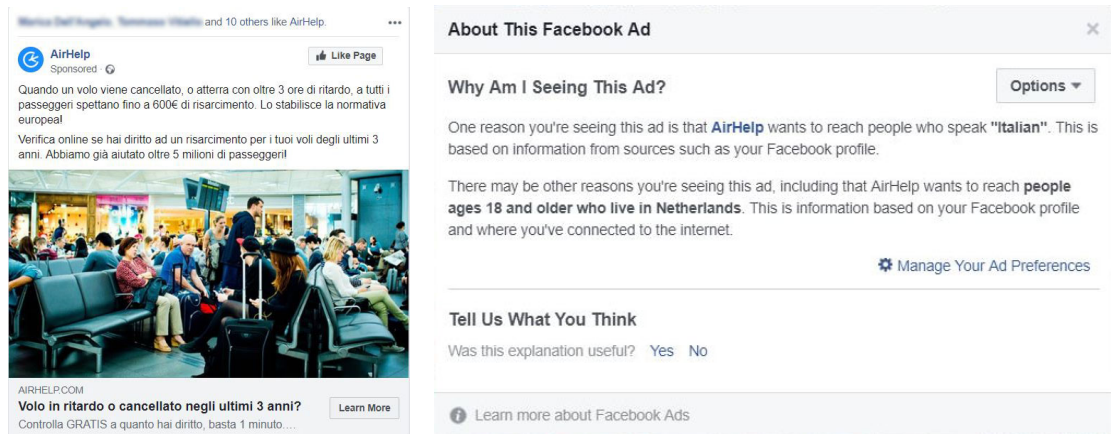 and 10 others like AirHelp.
AirHelp
Like Page
Sponsored
Quando un volo viene cancellato, o atterra con oltre 3 ore di ritardo, a tutti i
passeggeri spettano fino a 600€ di risarcimento. Lo stabilisce la normativa
europea!
Verifica online se hai diritto ad un risarcimento per i tuoi voli degli ultimi 3
anni. Abbiamo già aiutato oltre 5 milioni di passeggeri!
AIRHELP.COM
Volo in ritardo o cancellato negli ultimi 3 anni?
Learn More
Controlla GRATIS a quanto hai diritto, basta 1 minuto....
About This Facebook Ad
Why Am I Seeing This Ad?
Options
One reason you're seeing this ad is that AirHelp wants to reach people who speak "Italian". This is
based on information from sources such as your Facebook profile.
There may be other reasons you're seeing this ad, including that AirHelp wants to reach people
ages 18 and older who live in Netherlands. This is information based on your Facebook profile
and where you've connected to the internet.
Manage Your Ad Preferences
Tell Us What You Think
Was this explanation useful? Yes No
Learn more about Facebook Ads